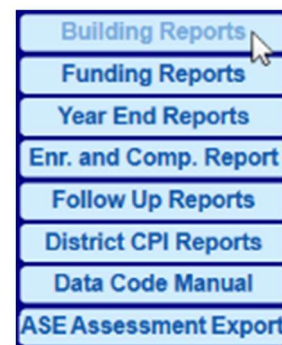 Building Reports
Funding Reports
Year End Reports
Enr. and Comp. Report
Follow Up Reports
District CPI Reports
Data Code Manual
ASE Assessment Export